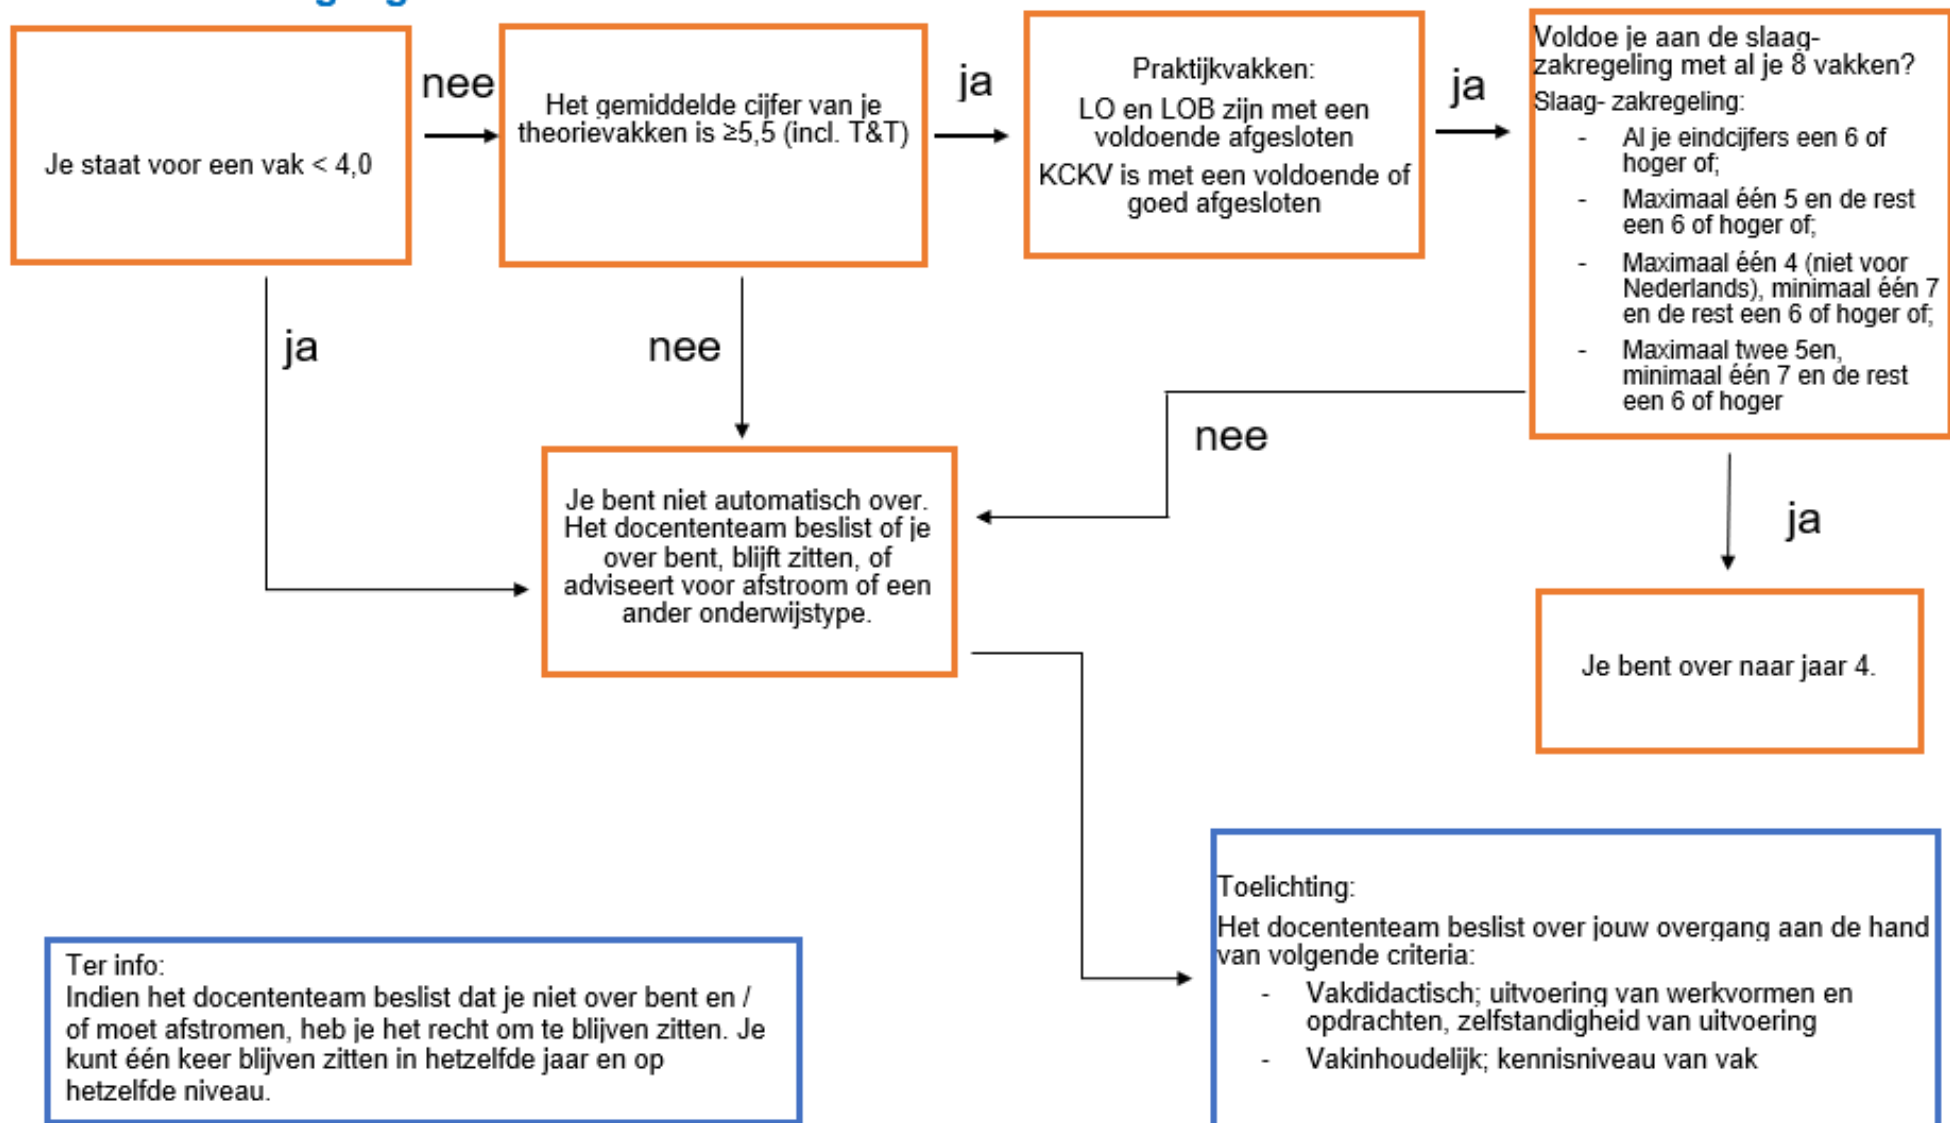 Je staat voor een vak < 4,0
nee
Het gemiddelde cijfer van je
theorievakken is ≥5,5 (incl. T&T)
ja
Praktijkvakken:
LO en LOB zijn met een
voldoende afgesloten
KCKV is met een voldoende of
goed afgesloten
ja
Voldoe je aan de slaag-
zakregeling met al je 8 vakken?
Slaag- zakregeling:
- Al je eindcijfers een 6 of
hoger of;
- Maximaal één 5 en de rest
een 6 of hoger of;
- Maximaal één 4 (niet voor
Nederlands), minimaal één 7
en de rest een 6 of hoger of;
- Maximaal twee 5en,
minimaal één 7 en de rest
een 6 of hoger
ja
nee
nee
ja
Je bent niet automatisch over.
Het docententeam beslist of je
over bent, blijft zitten, of
adviseert voor afstroom of een
ander onderwijstype.
Je bent over naar jaar 4.
Toelichting:
Het docententeam beslist over jouw overgang aan de hand
van volgende criteria:
- Vakdidactisch; uitvoering van werkvormen en
opdrachten, zelfstandigheid van uitvoering
- Vakinhoudelijk; kennisniveau van vak
Ter info:
Indien het docententeam beslist dat je niet over bent en /
of moet afstromen, heb je het recht om te blijven zitten. Je
kunt één keer blijven zitten in hetzelfde jaar en op
hetzelfde niveau.